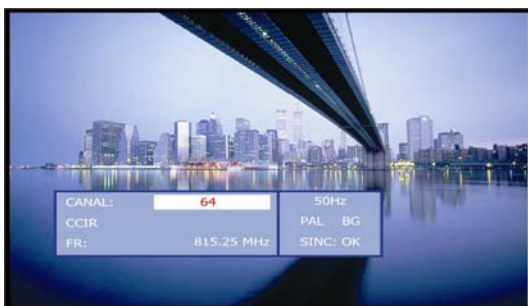 CANAL: 64
CCIR
FR: 815.25 MHz
50Hz
PAL BG
SINC: OK